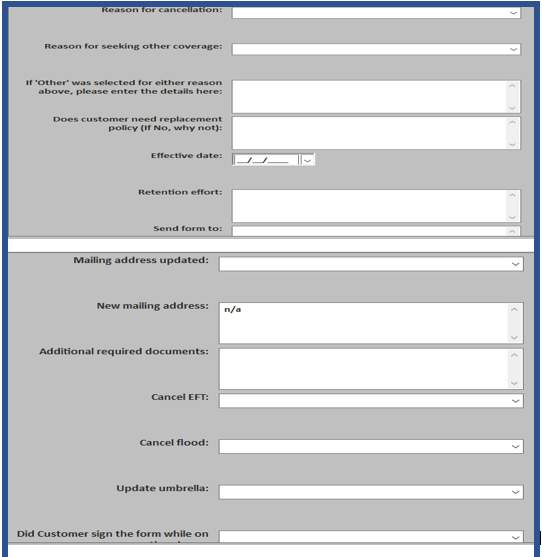 Reason for cancellation:
Reason for seeking other coverage:
If 'Other' was selected for either reason
above, please enter the details here:
Does customer need replacement
policy (If No, why not):
Effective date: __/__/____
Retention effort:
Send form to:
Mailing address updated:
New mailing address: n/a
Additional required documents:
Cancel EFT:
Cancel flood:
Update umbrella:
Did Customer sign the form while on